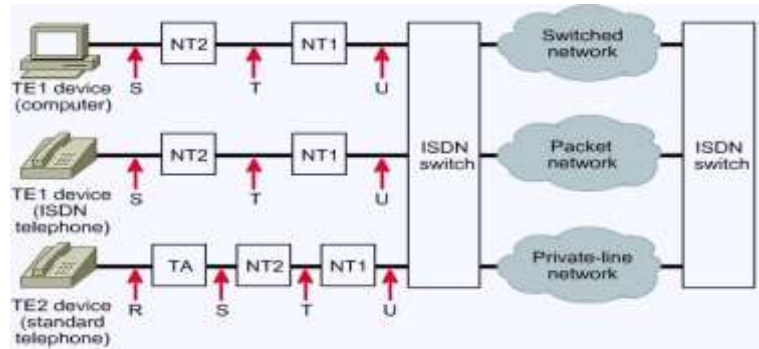 NT2
NT1
Switched
network
S
T
U
TE1 device
(computer)
NT2
NT1
ISDN
switch
Packet
network
ISDN
switch
TE1 device
(ISDN
telephone)
S
T
U
TA
NT2
NT1
Private-line
network
TE2 device
(standard
telephone)
R
S
T
U